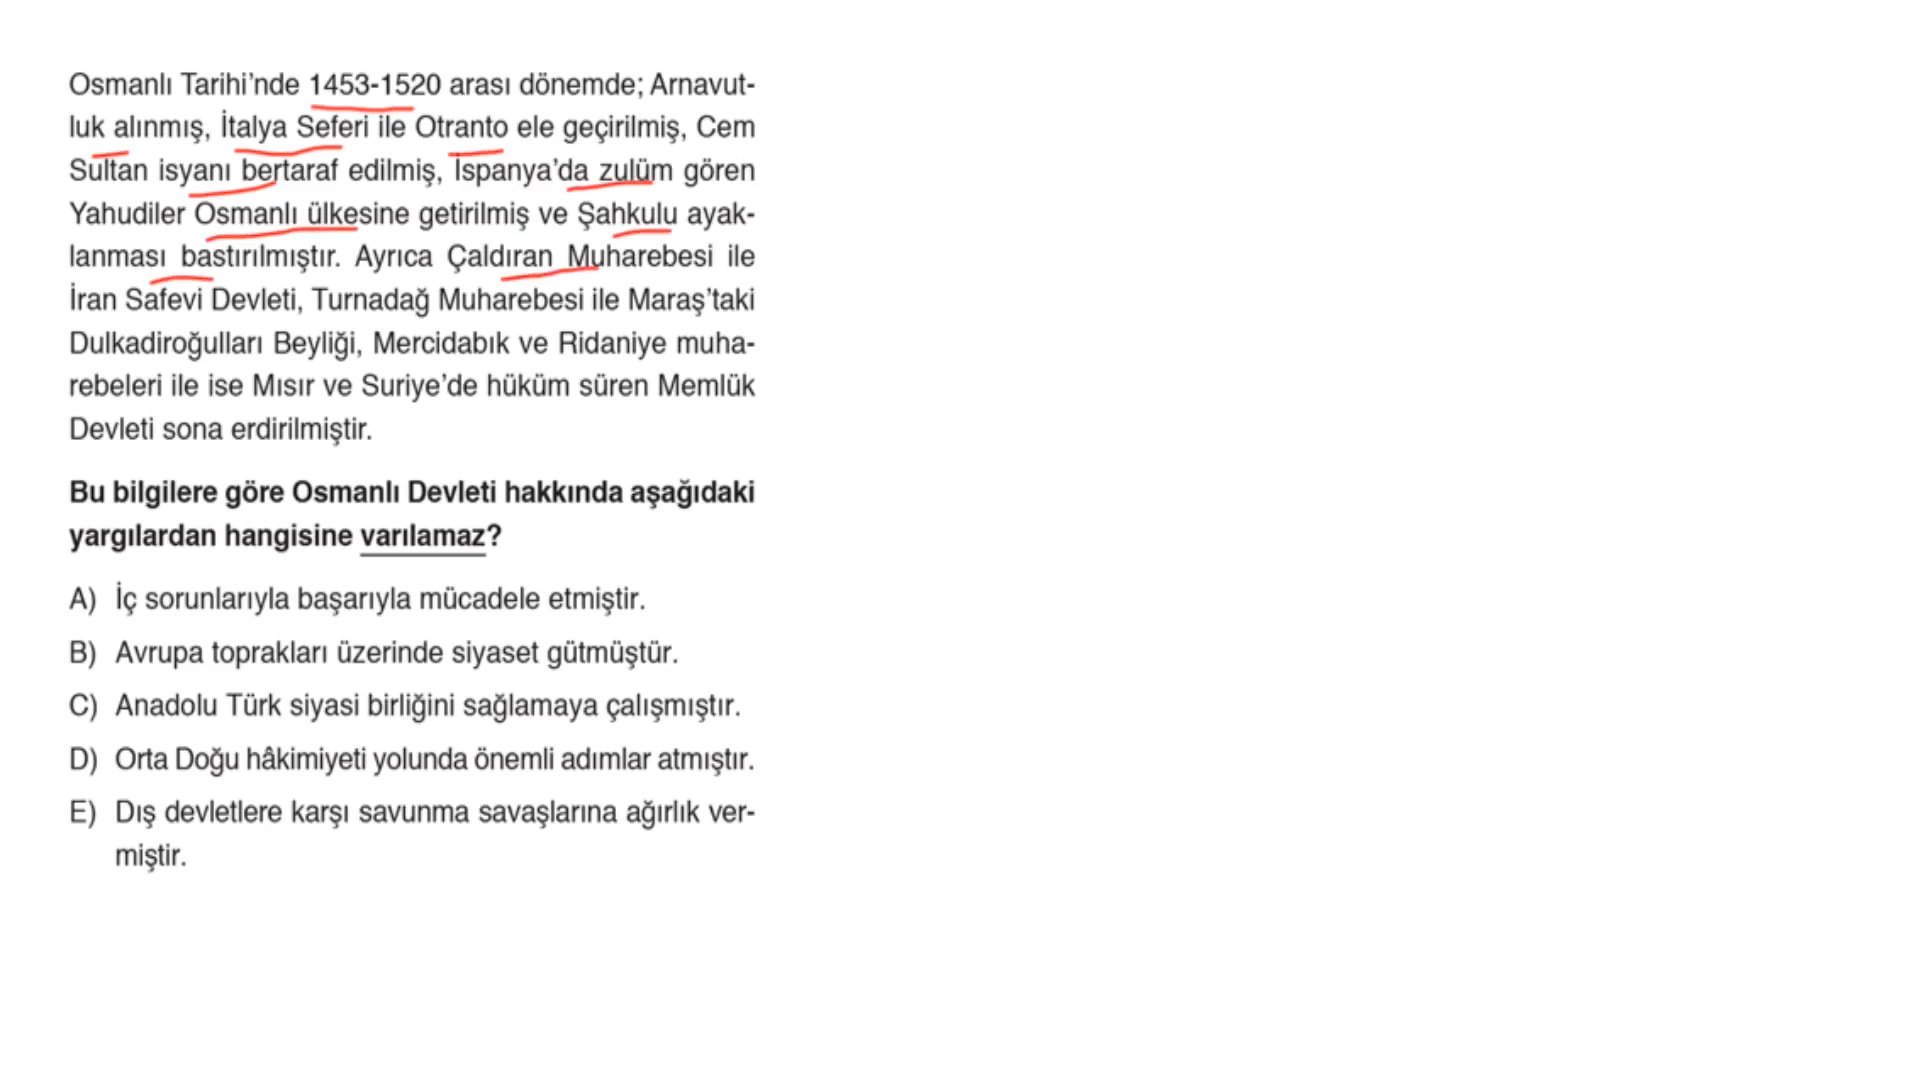 Osmanlı Tarihi’nde 1453-1520 arası dönemde; Arnavut-
luk alınmış, İtalya Seferi ile Otranto ele geçirilmiş, Cem
Sultan isyanı bertaraf edilmiş, İspanya’da zulüm gören
Yahudiler Osmanlı ülkesine getirilmiş ve Şahkulu ayak-
lanması bastırılmıştır. Ayrıca Çaldıran Muharebesi ile
İran Safevi Devleti, Turnadağ Muharebesi ile Maraş’taki
Dulkadiroğulları Beyliği, Mercidabık ve Ridaniye muha-
rebeleri ile ise Mısır ve Suriye’de hüküm süren Memlük
Devleti sona erdirilmiştir.
Bu bilgilere göre Osmanlı Devleti hakkında aşağıdaki
yargılardan hangisine varılamaz?
A) İç sorunlarıyla başarıyla mücadele etmiştir.
B) Avrupa toprakları üzerinde siyaset gütmüştür.
C) Anadolu Türk siyasi birliğini sağlamaya çalışmıştır.
D) Orta Doğu hâkimiyeti yolunda önemli adımlar atmıştır.
E) Dış devletlere karşı savunma savaşlarına ağırlık ver-
miştir.